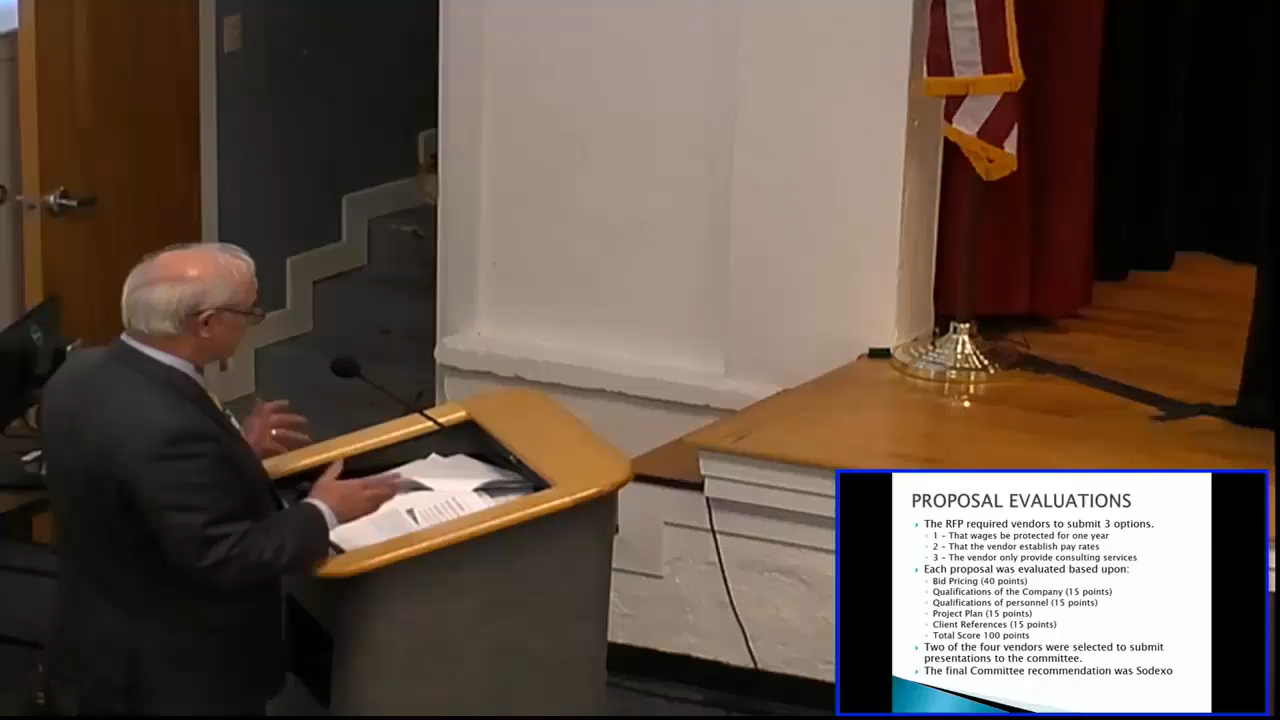 PROPOSAL EVALUATIONS
The RFP required vendors to submit 3 options.
1 – That wages be protected for one year
2 – That the vendor establish pay rates
3 – The vendor only provide consulting services
Each proposal was evaluated based upon:
Bid Pricing (40 points)
Qualifications of the Company (15 points)
Qualifications of personnel (15 points)
Project Plan (15 points)
Client References (15 points)
Total Score 100 points
Two of the four vendors were selected to submit
presentations to the committee.
The final Committee recommendation was Sodexo